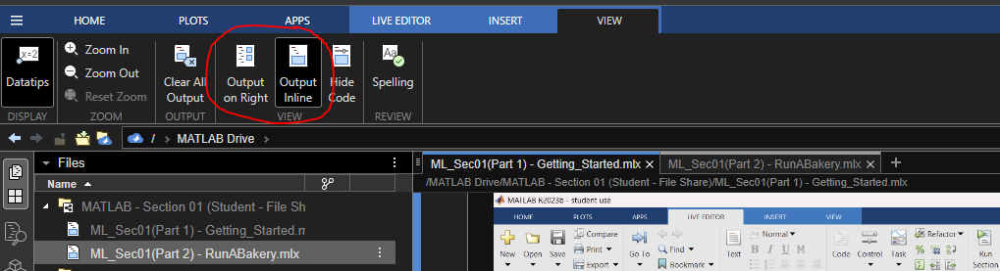 HOME PLOTS APPS LIVE EDITOR INSERT VIEW
x=2 Zoom In Aa
Zoom Out
Datatips Reset Zoom Clear All Output Output on Right Output Inline Hide Code Spelling
DISPLAY ZOOM OUTPUT VIEW REVIEW
/ MATLAB Drive
Files ML_Sec01(Part 1) - Getting_Started.mlx ML_Sec01(Part 2) - RunABakery.mlx
Name /MATLAB Drive/MATLAB - Section 01 (Student - File Share)/ML_Sec01(Part 1) - Getting_Started.mlx
MATLAB - Section 01 (Student - File Sh MATLAB R2023b - student use
HOME PLOTS APPS LIVE EDITOR INSERT VIEW
ML_Sec01(Part 1) - Getting_Started.m
ML_Sec01(Part 2) - RunABakery.mlx
Compare Normal Refactor
New Open Save Print Go To Find Text B I U M Code Control Task Run Section
Export Bookmark